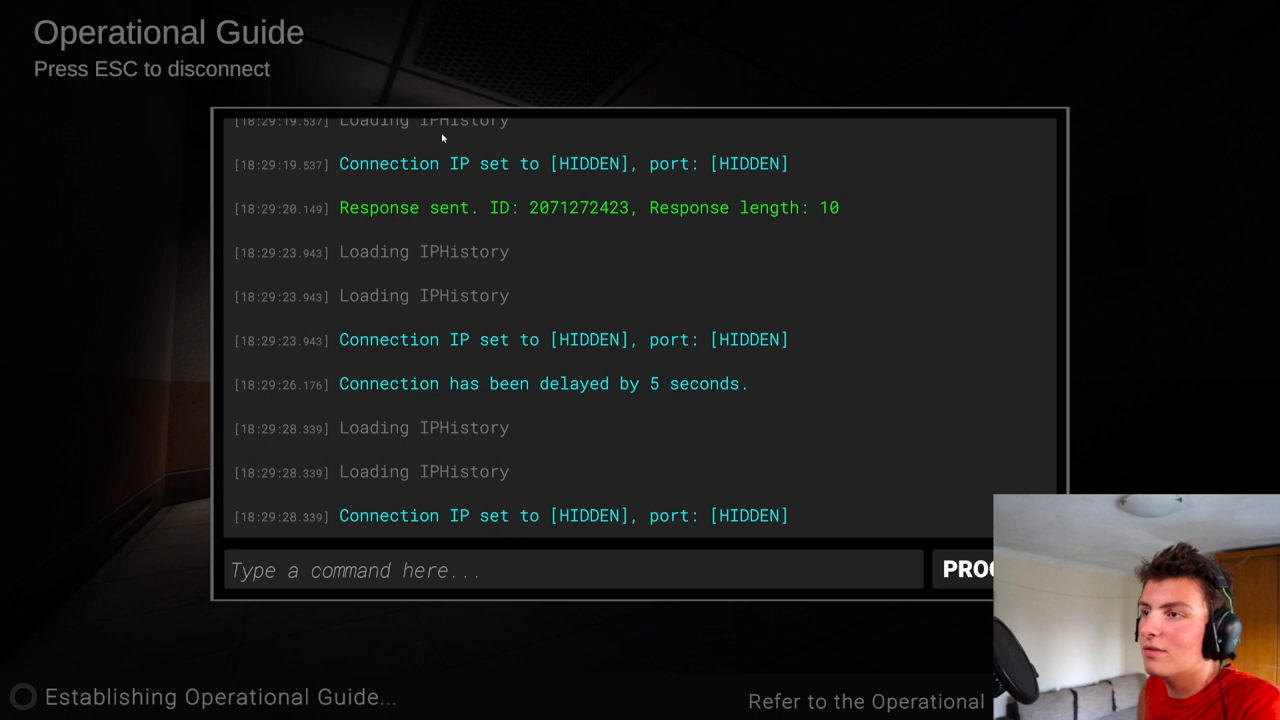 Operational Guide
Press ESC to disconnect
[18:29:19.537] Loading IPHistory
[18:29:19.537] Connection IP set to [HIDDEN], port: [HIDDEN]
[18:29:20.149] Response sent. ID: 2071272423, Response length: 10
[18:29:23.943] Loading IPHistory
[18:29:23.943] Loading IPHistory
[18:29:23.943] Connection IP set to [HIDDEN], port: [HIDDEN]
[18:29:26.176] Connection has been delayed by 5 seconds.
[18:29:28.339] Loading IPHistory
[18:29:28.339] Loading IPHistory
[18:29:28.339] Connection IP set to [HIDDEN], port: [HIDDEN]
Type a command here...
Establishing Operational Guide...
Refer to the Operational